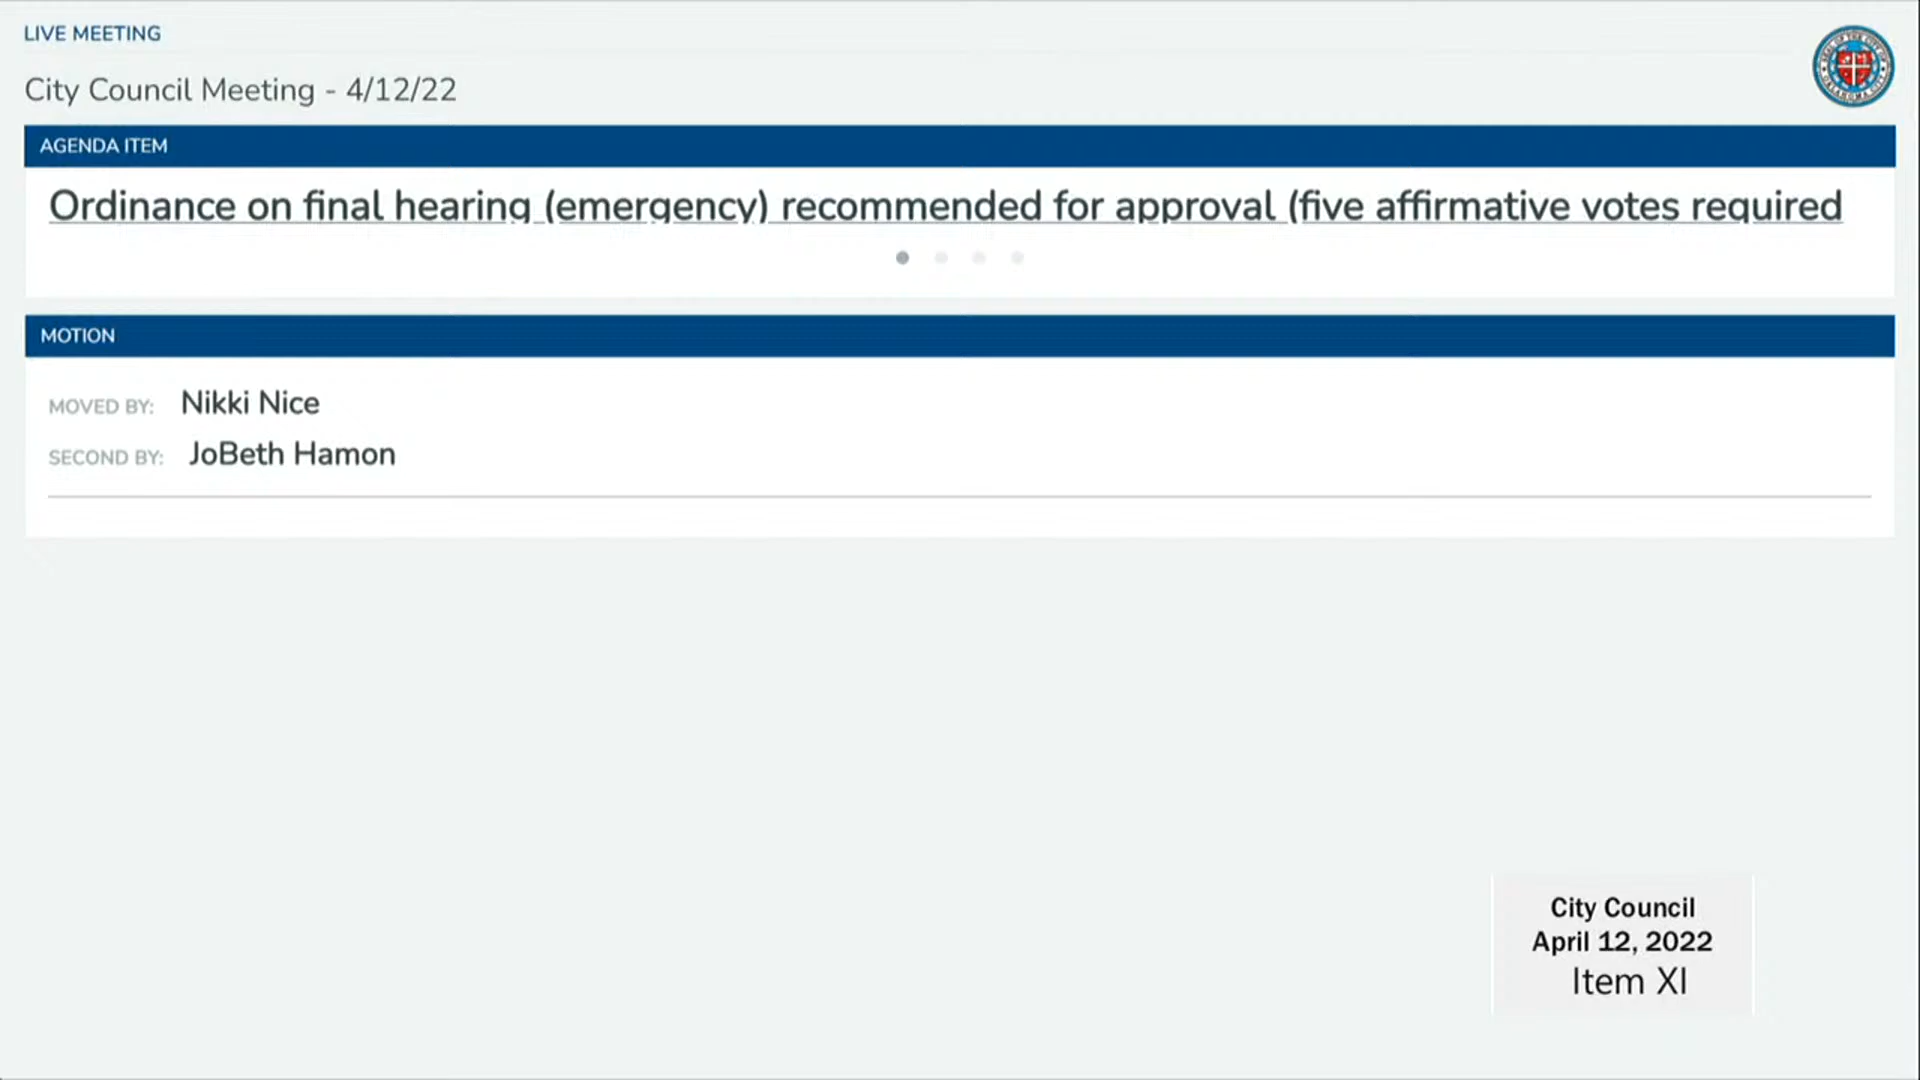 LIVE MEETING
City Council Meeting - 4/12/22
AGENDA ITEM
Ordinance on final hearing (emergency) recommended for approval (five affirmative votes required
MOTION
MOVED BY: Nikki Nice
SECOND BY: JoBeth Hamon
City Council
April 12, 2022
Item XI